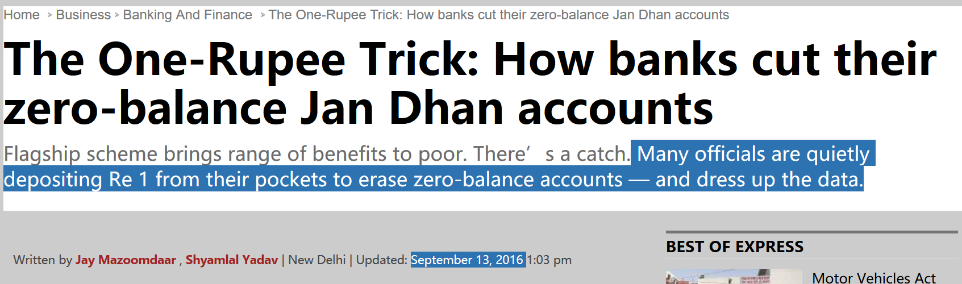 Home > Business > Banking And Finance > The One-Rupee Trick: How banks cut their zero-balance Jan Dhan accounts
The One-Rupee Trick: How banks cut their
zero-balance Jan Dhan accounts
Flagship scheme brings range of benefits to poor. There’s a catch. Many officials are quietly
depositing Re 1 from their pockets to erase zero-balance accounts — and dress up the data.
Written by Jay Mazoomdaar , Shyamlal Yadav | New Delhi | Updated: September 13, 2016 1:03 pm
BEST OF EXPRESS
Motor Vehicles Act